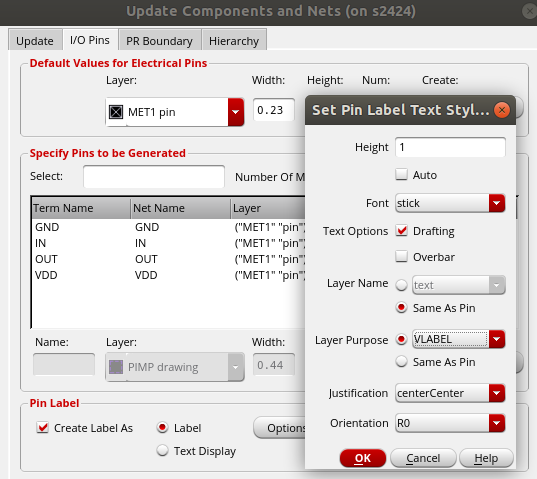 Update Components and Nets (on s2424)
Update I/O Pins PR Boundary Hierarchy
Default Values for Electrical Pins
Layer: Width: Height: Num: Create:
MET1 pin 0.23
Specify Pins to be Generated
Select: Number Of M
Term Name Net Name Layer
GND GND ("MET1" "pin")
IN IN ("MET1" "pin")
OUT OUT ("MET1" "pin")
VDD VDD ("MET1" "pin")
Name: Layer: Width:
PIMP drawing 0.44
Pin Label
Create Label As Label Options
Text Display
Set Pin Label Text Styl...
Height 1
Auto
Font stick
Text Options Drafting
Overbar
Layer Name text
Same As Pin
Layer Purpose VLABEL
Same As Pin
Justification centerCenter
Orientation R0
OK Cancel Help